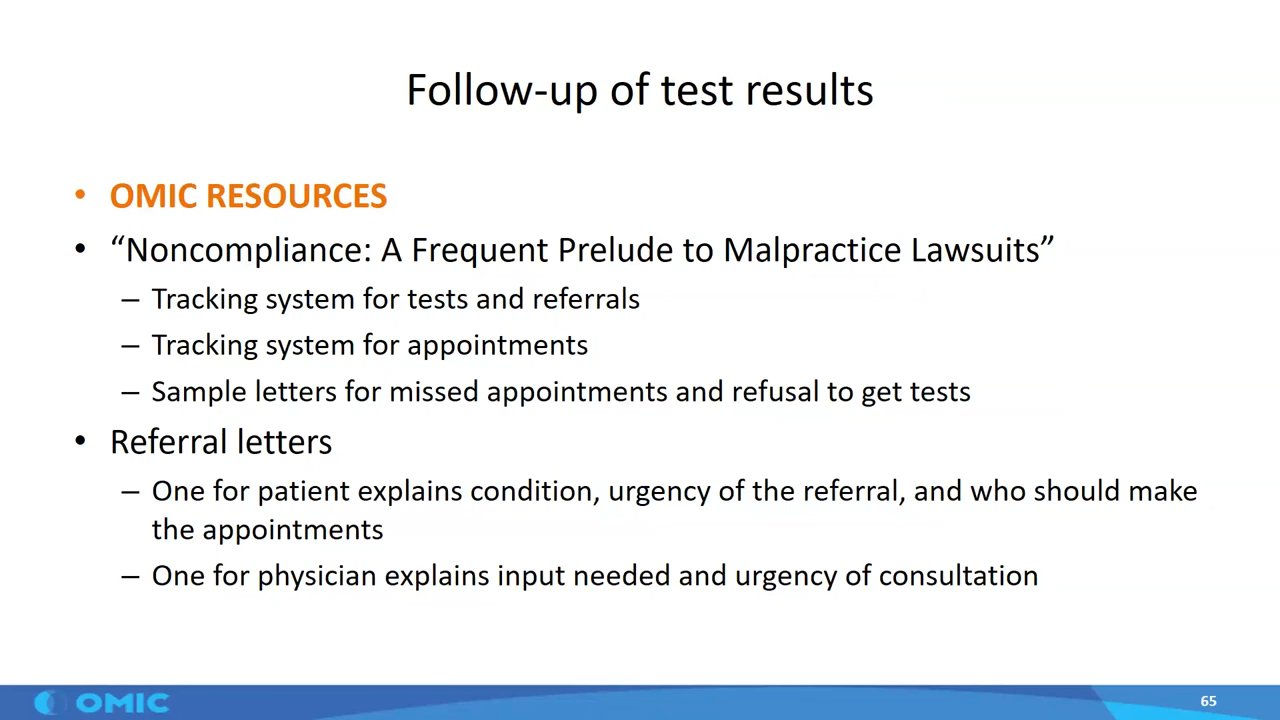 Follow-up of test results
• OMIC RESOURCES
• “Noncompliance: A Frequent Prelude to Malpractice Lawsuits”
– Tracking system for tests and referrals
– Tracking system for appointments
– Sample letters for missed appointments and refusal to get tests
• Referral letters
– One for patient explains condition, urgency of the referral, and who should make
the appointments
– One for physician explains input needed and urgency of consultation
OMIC
65